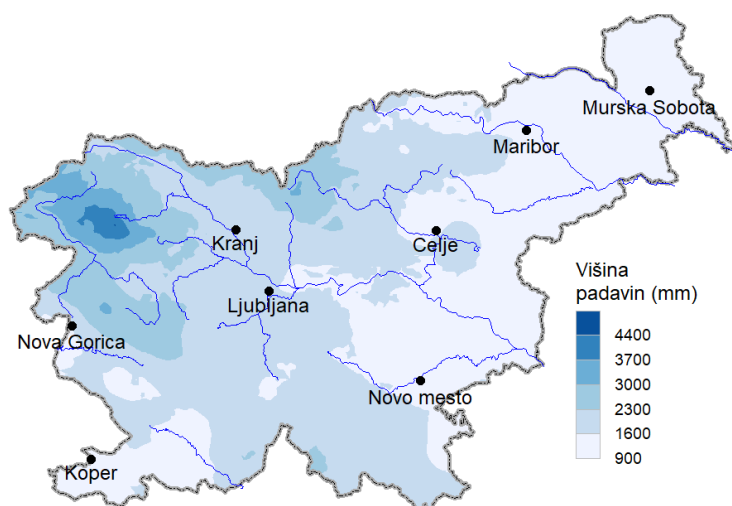 Murska Sobota
Maribor
Kranj
Celje
Ljubljana
Nova Gorica
Novo mesto
Koper
Višina
padavin (mm)
4400
3700
3000
2300
1600
900